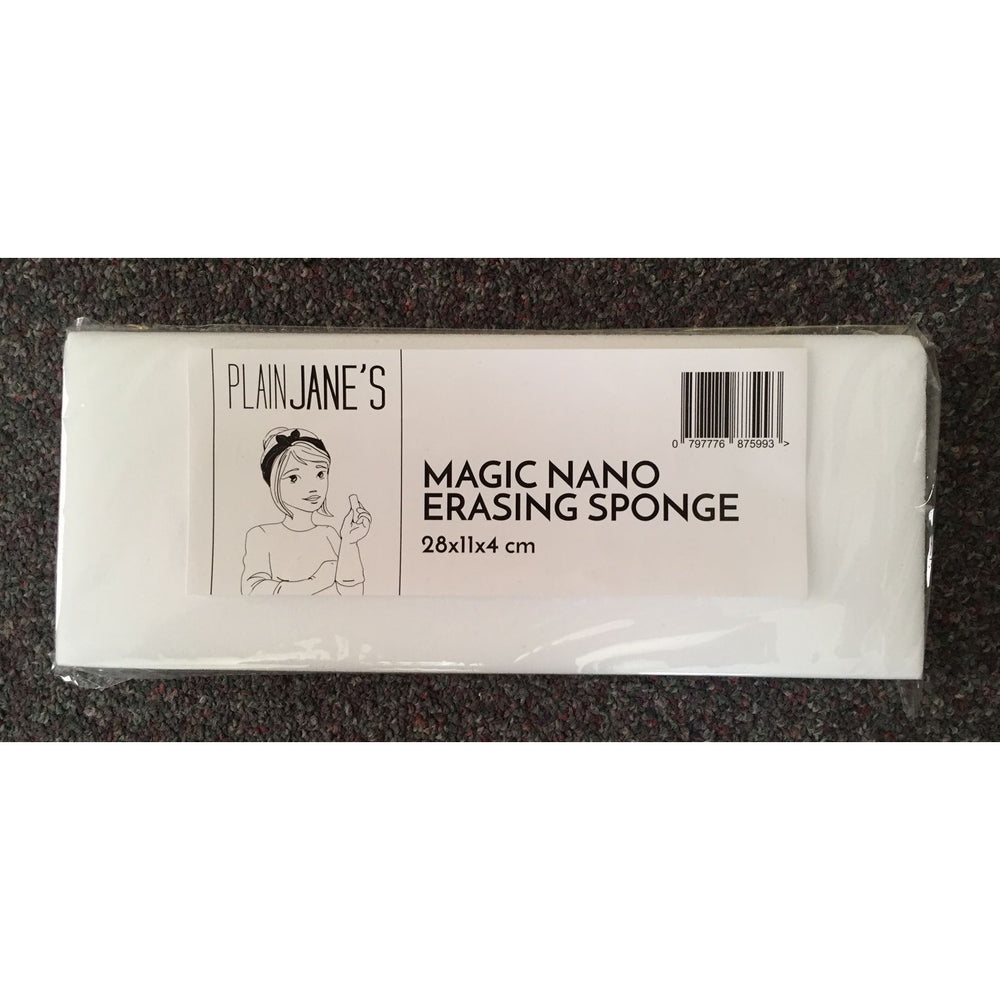 PLAINJANE'S
0 797776 875993 >
MAGIC NANO
ERASING SPONGE
28x11x4 cm